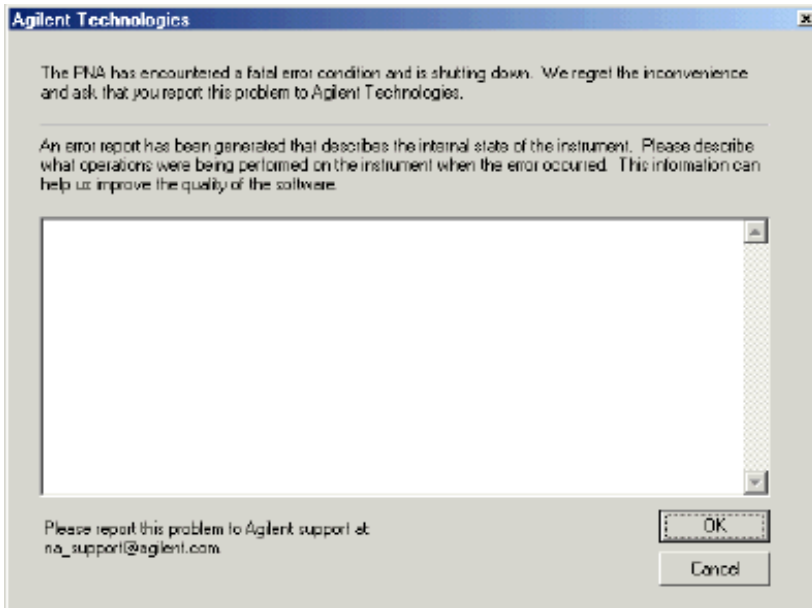 Agilent Technologies
The PNA has encountered a fatal error condition and is shutting down. We regret the inconvenience
and ask that you report this problem to Agilent Technologies.
An error report has been generated that describes the internal state of the instrument. Please describe
what operations were being performed on the instrument when the error occurred. This information can
help us improve the quality of the software.
Please report this problem to Agilent support at:
na_support@agilent.com.
OK
Cancel